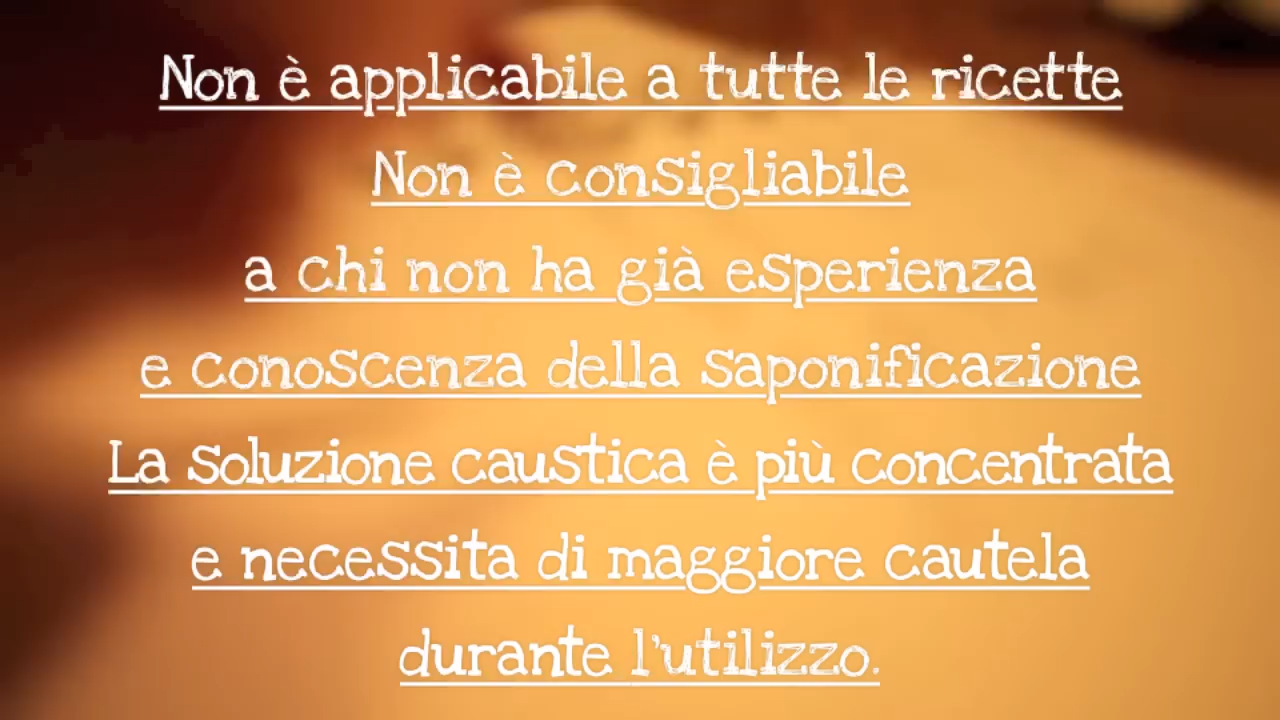 Non è applicabile a tutte le ricette
Non è consigliabile
a chi non ha già esperienza
e conoscenza della saponificazione
La soluzione caustica è più concentrata
e necessita di maggiore cautela
durante l'utilizzo.